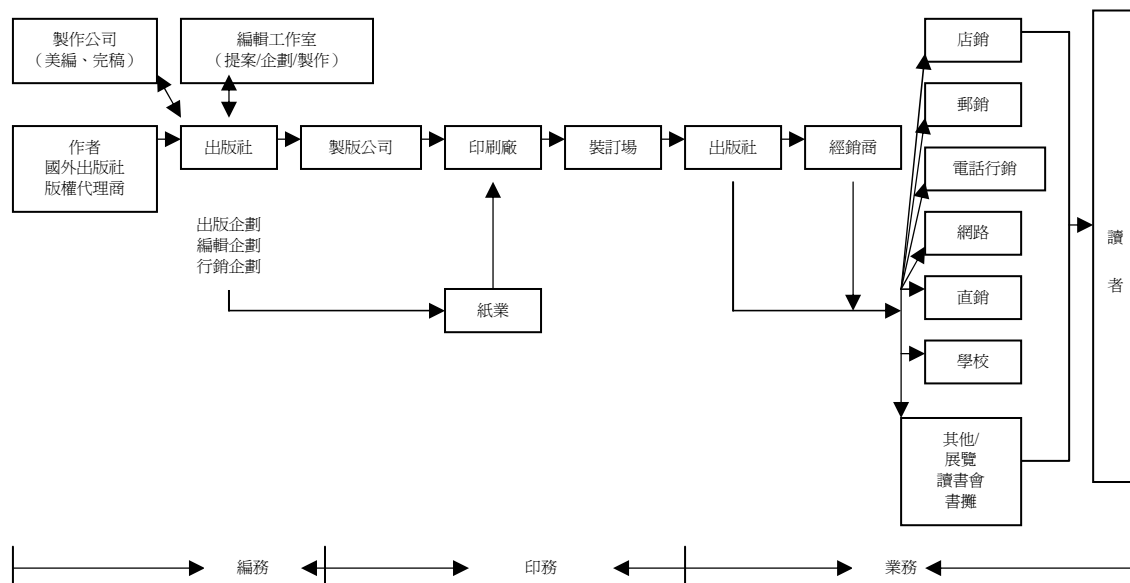 製作公司
（美編、完稿）
編輯工作室
（提案/企劃/製作）
作者
國外出版社
版權代理商
出版社
製版公司
印刷廠
裝訂場
出版社
經銷商
出版企劃
編輯企劃
行銷企劃
紙業
店銷
郵銷
電話行銷
網路
直銷
學校
其他/
展覽
讀書會
書攤
讀
者
編務
印務
業務